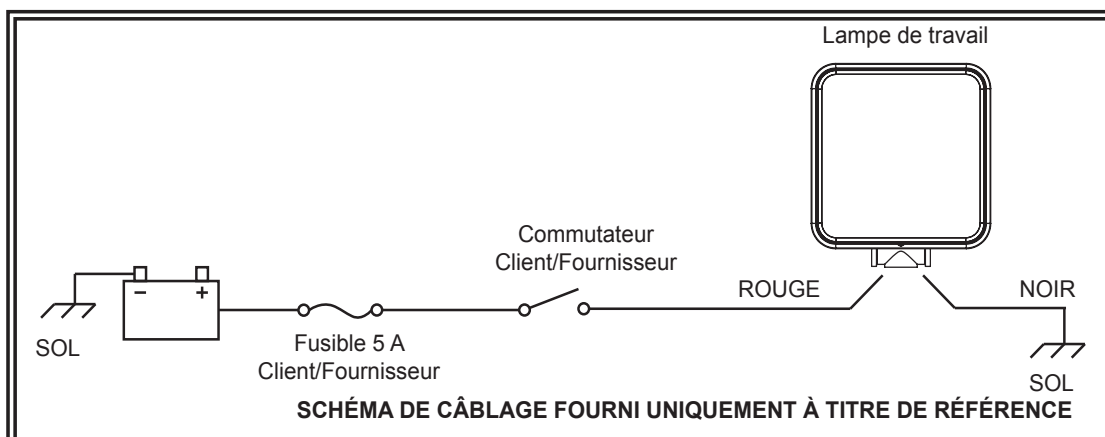 Lampe de travail
Commutateur
Client/Fournisseur
ROUGE
NOIR
- +
SOL
Fusible 5 A
Client/Fournisseur
SOL
SCHÉMA DE CÂBLAGE FOURNI UNIQUEMENT À TITRE DE RÉFÉRENCE